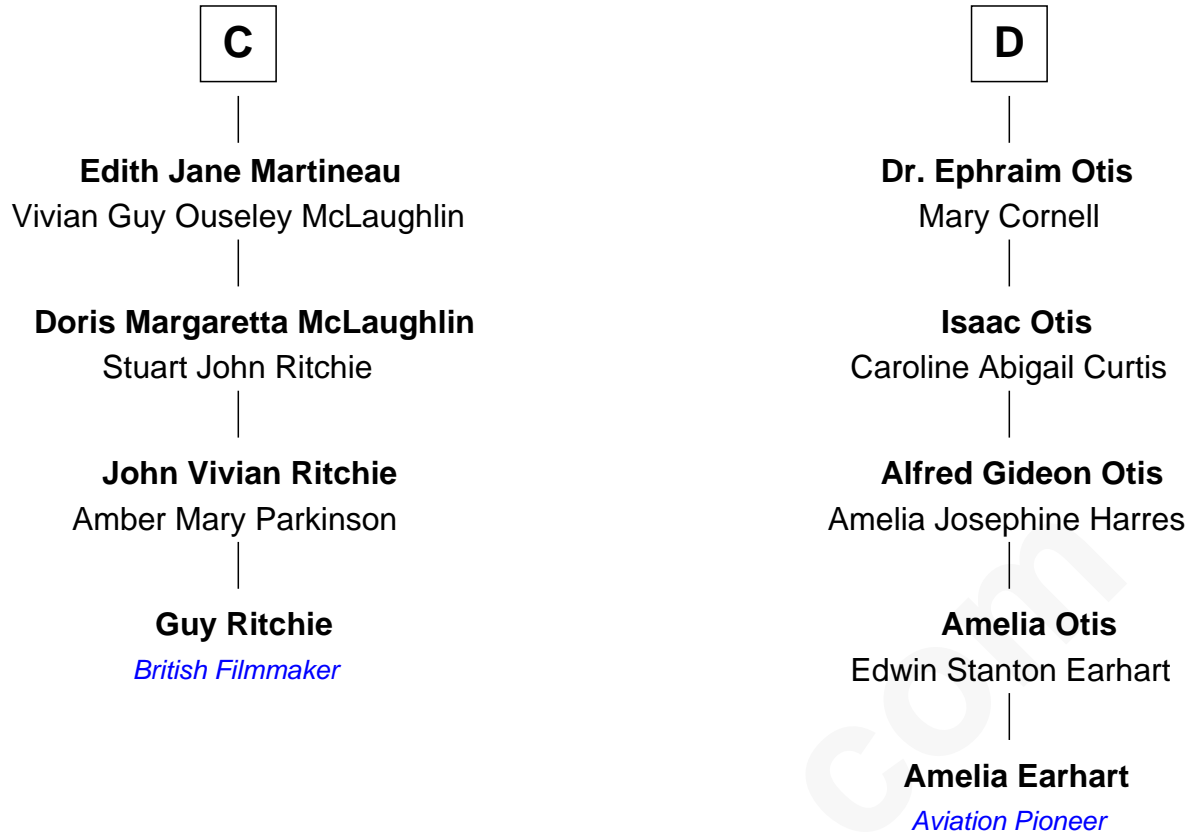 C
Edith Jane Martineau
Vivian Guy Ouseley McLaughlin
Doris Margaretta McLaughlin
Stuart John Ritchie
John Vivian Ritchie
Amber Mary Parkinson
Guy Ritchie
British Filmmaker
D
Dr. Ephraim Otis
Mary Cornell
Isaac Otis
Caroline Abigail Curtis
Alfred Gideon Otis
Amelia Josephine Harres
Amelia Otis
Edwin Stanton Earhart
Amelia Earhart
Aviation Pioneer
com